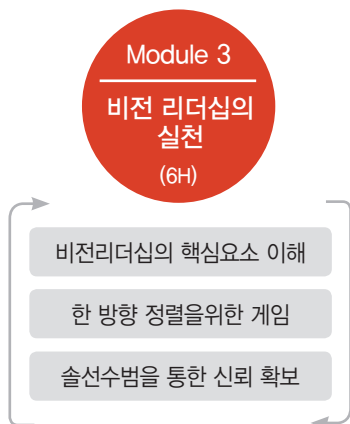 Module 3
비전 리더십의
실천
(6H)
비전리더십의 핵심요소 이해
한 방향 정렬을위한 게임
솔선수범을 통한 신뢰 확보